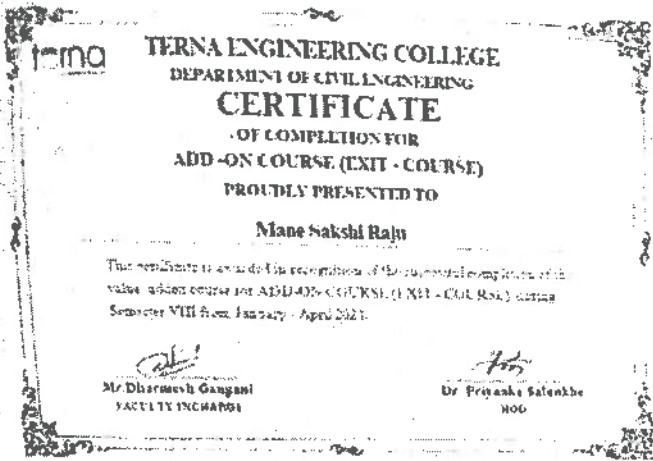 terna
TERNA ENGINEERING COLLEGE
DEPARTMENT OF CIVIL ENGINEERING
CERTIFICATE
OF COMPLETION FOR
ADD -ON COURSE (EXIT - COURSE)
PROUDLY PRESENTED TO
Mane Sakshi Raju
This certificate is awarded in recognition of the successful completion of the
value added course for ADD-ON COURSE (EXIT - COURSE) during
Semester VIII from January - April 2021.
Mr. Dharmesh Gangani
FACULTY INCHARGE
Dr Priyanka Salunkhe
HOD